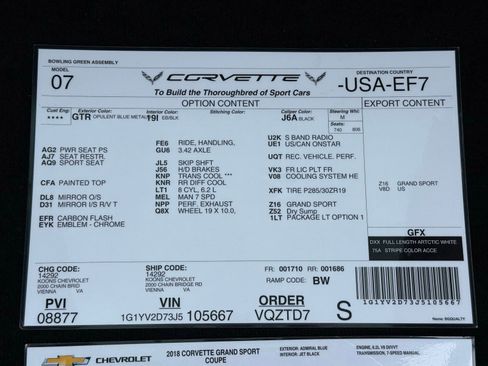 BOWLING GREEN ASSEMBLY
MODEL
07
CORVETTE
To Build the Thoroughbred of Sport Cars
DESTINATION COUNTRY
-USA-EF7
OPTION CONTENT
EXPORT CONTENT
Cust Eng:
****
Exterior Color:
GTR OPULENT BLUE METAL
Interior Color:
19I EB/BLK
Stitching Color:
Caliper Color:
J6A BLACK
Steering Whl:
M
Seats:
740 806
AG2 PWR SEAT PS
AJ7 SEAT RESTR.
AQ9 SPORT SEAT
CFA PAINTED TOP
DL8 MIRROR O/S
D31 MIRROR I/S R/V T
EFR CARBON FLASH
EYK EMBLEM - CHROME
FE6 RIDE, HANDLING,
GU6 3.42 AXLE
JL5 SKIP SHFT
J56 H/D BRAKES
KNP TRANS COOL ***
KNR RR DIFF COOL
LT1 8 CYL, 6.2 L
MEL MAN 7 SPD
NPP PERF. EXHAUST
Q8X WHEEL 19 X 10.0,
U2K S BAND RADIO
UE1 US/CAN ONSTAR
UQT REC. VEHICLE. PERF.
VK3 FR LIC PLT FR
V08 COOLING SYSTEM HE
XFK TIRE P285/30ZR19
Z16 GRAND SPORT
Z52 Dry Sump
1LT PACKAGE LT OPTION 1
Z16 GRAND SPORT
V8D US
GFX
DXX FULL LENGTH ARTCTIC WHITE
75A STRIPE COLOR ACCE
CHG CODE:
14292
KOONS CHEVROLET
2000 CHAIN BRID
VIENNA VA
SHIP CODE:
14292
KOONS CHEVROLET
2000 CHAIN BRIDGE RD
VIENNA VA
FR: 001710 RR: 001686
RAMP CODE: BW
PVI
08877
VIN
1G1YV2D73J5 105667
ORDER
VQZTD7
S
1G1YV2D73J5105667
CHEVROLET
2018 CORVETTE GRAND SPORT
COUPE
EXTERIOR: ADMIRAL BLUE
INTERIOR: JET BLACK
ENGINE, 6.2L V8 DI/VVT
TRANSMISSION, 7-SPEED MANUAL